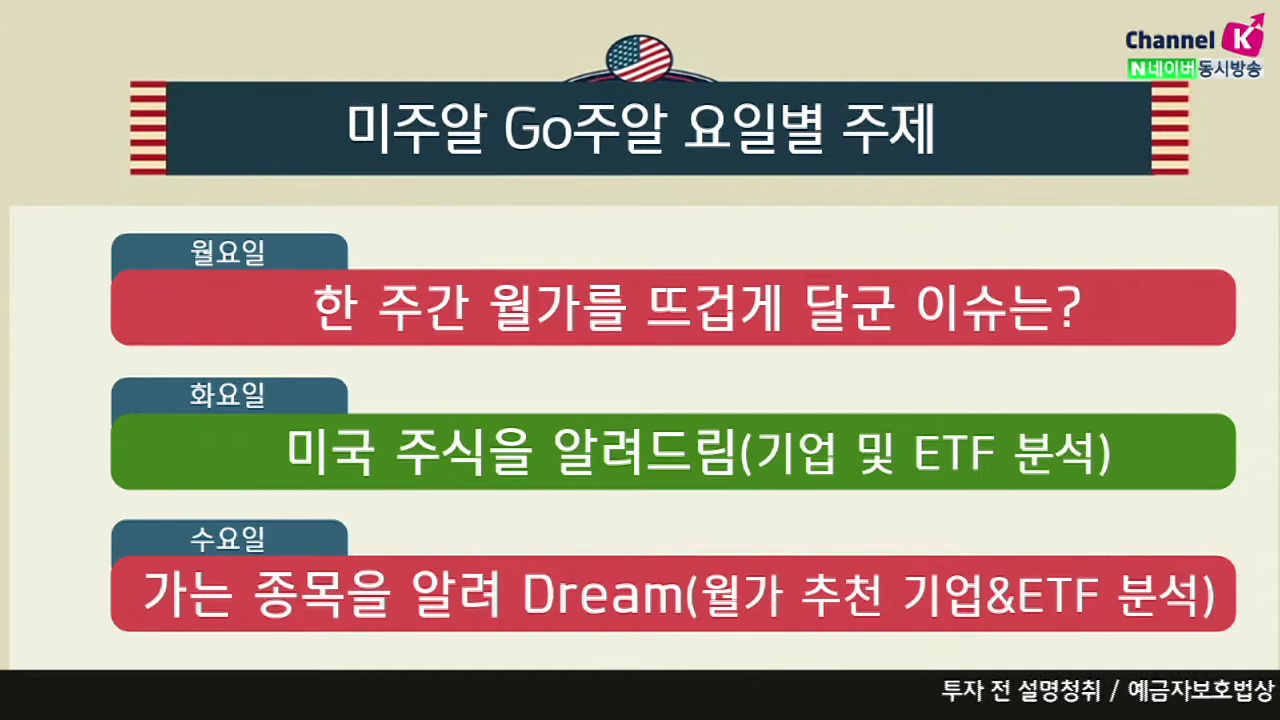 Channel K
N네이버 동시방송
미주알 Go주알 요일별 주제
월요일
한 주간 월가를 뜨겁게 달군 이슈는?
화요일
미국 주식을 알려드림(기업 및 ETF 분석)
수요일
가는 종목을 알려 Dream(월가 추천 기업&ETF 분석)
투자 전 설명청취 / 예금자보호법상